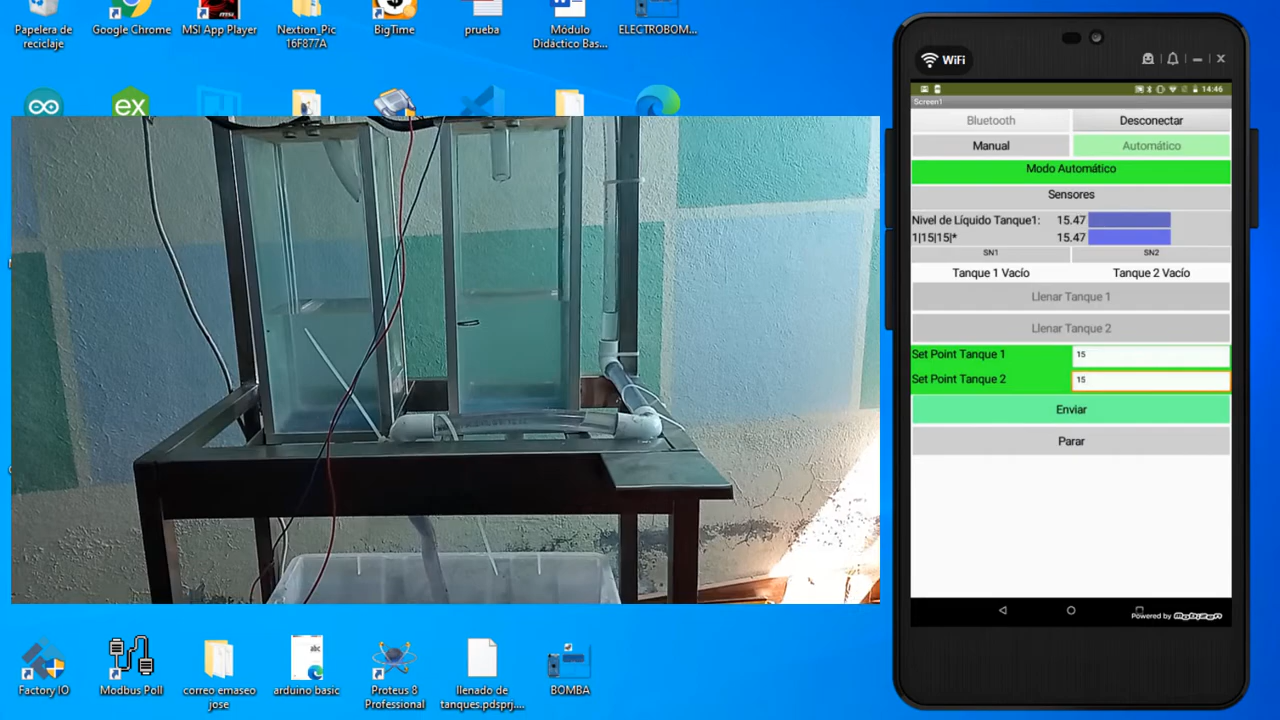 Papelera de
reciclaje
Google Chrome
MSI App Player
Nextion_Pic
16F877A
BigTime
prueba
Módulo
Didáctico Bas...
ELECTROBOM...
ex
WiFi
14:46
Screen1
Bluetooth
Desconectar
Manual
Automático
Modo Automático
Sensores
Nivel de Líquido Tanque1:
15.47
1|15|15|*
15.47
SN1
SN2
Tanque 1 Vacío
Tanque 2 Vacío
Llenar Tanque 1
Llenar Tanque 2
Set Point Tanque 1
15
Set Point Tanque 2
15
Enviar
Parar
Powered by Mobizen
Factory IO
Modbus Poll
correo emaseo
jose
abc
arduino basic
Proteus 8
Professional
llenado de
tanques.pdsprj....
BOMBA